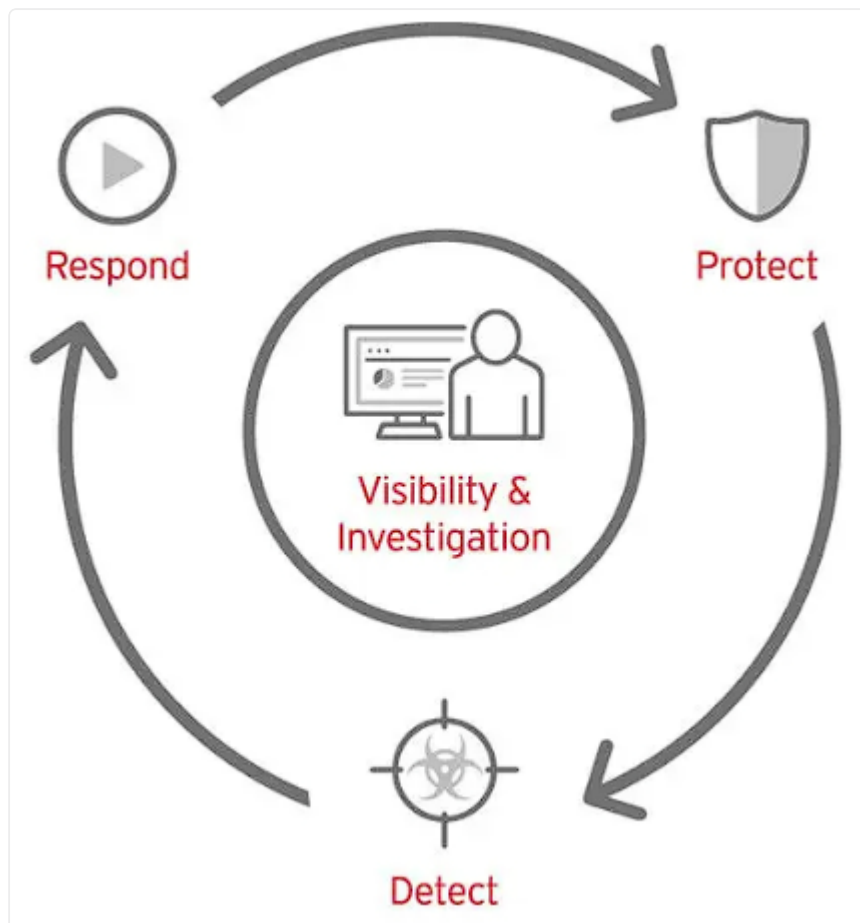 Respond
Protect
Visibility &
Investigation
Detect